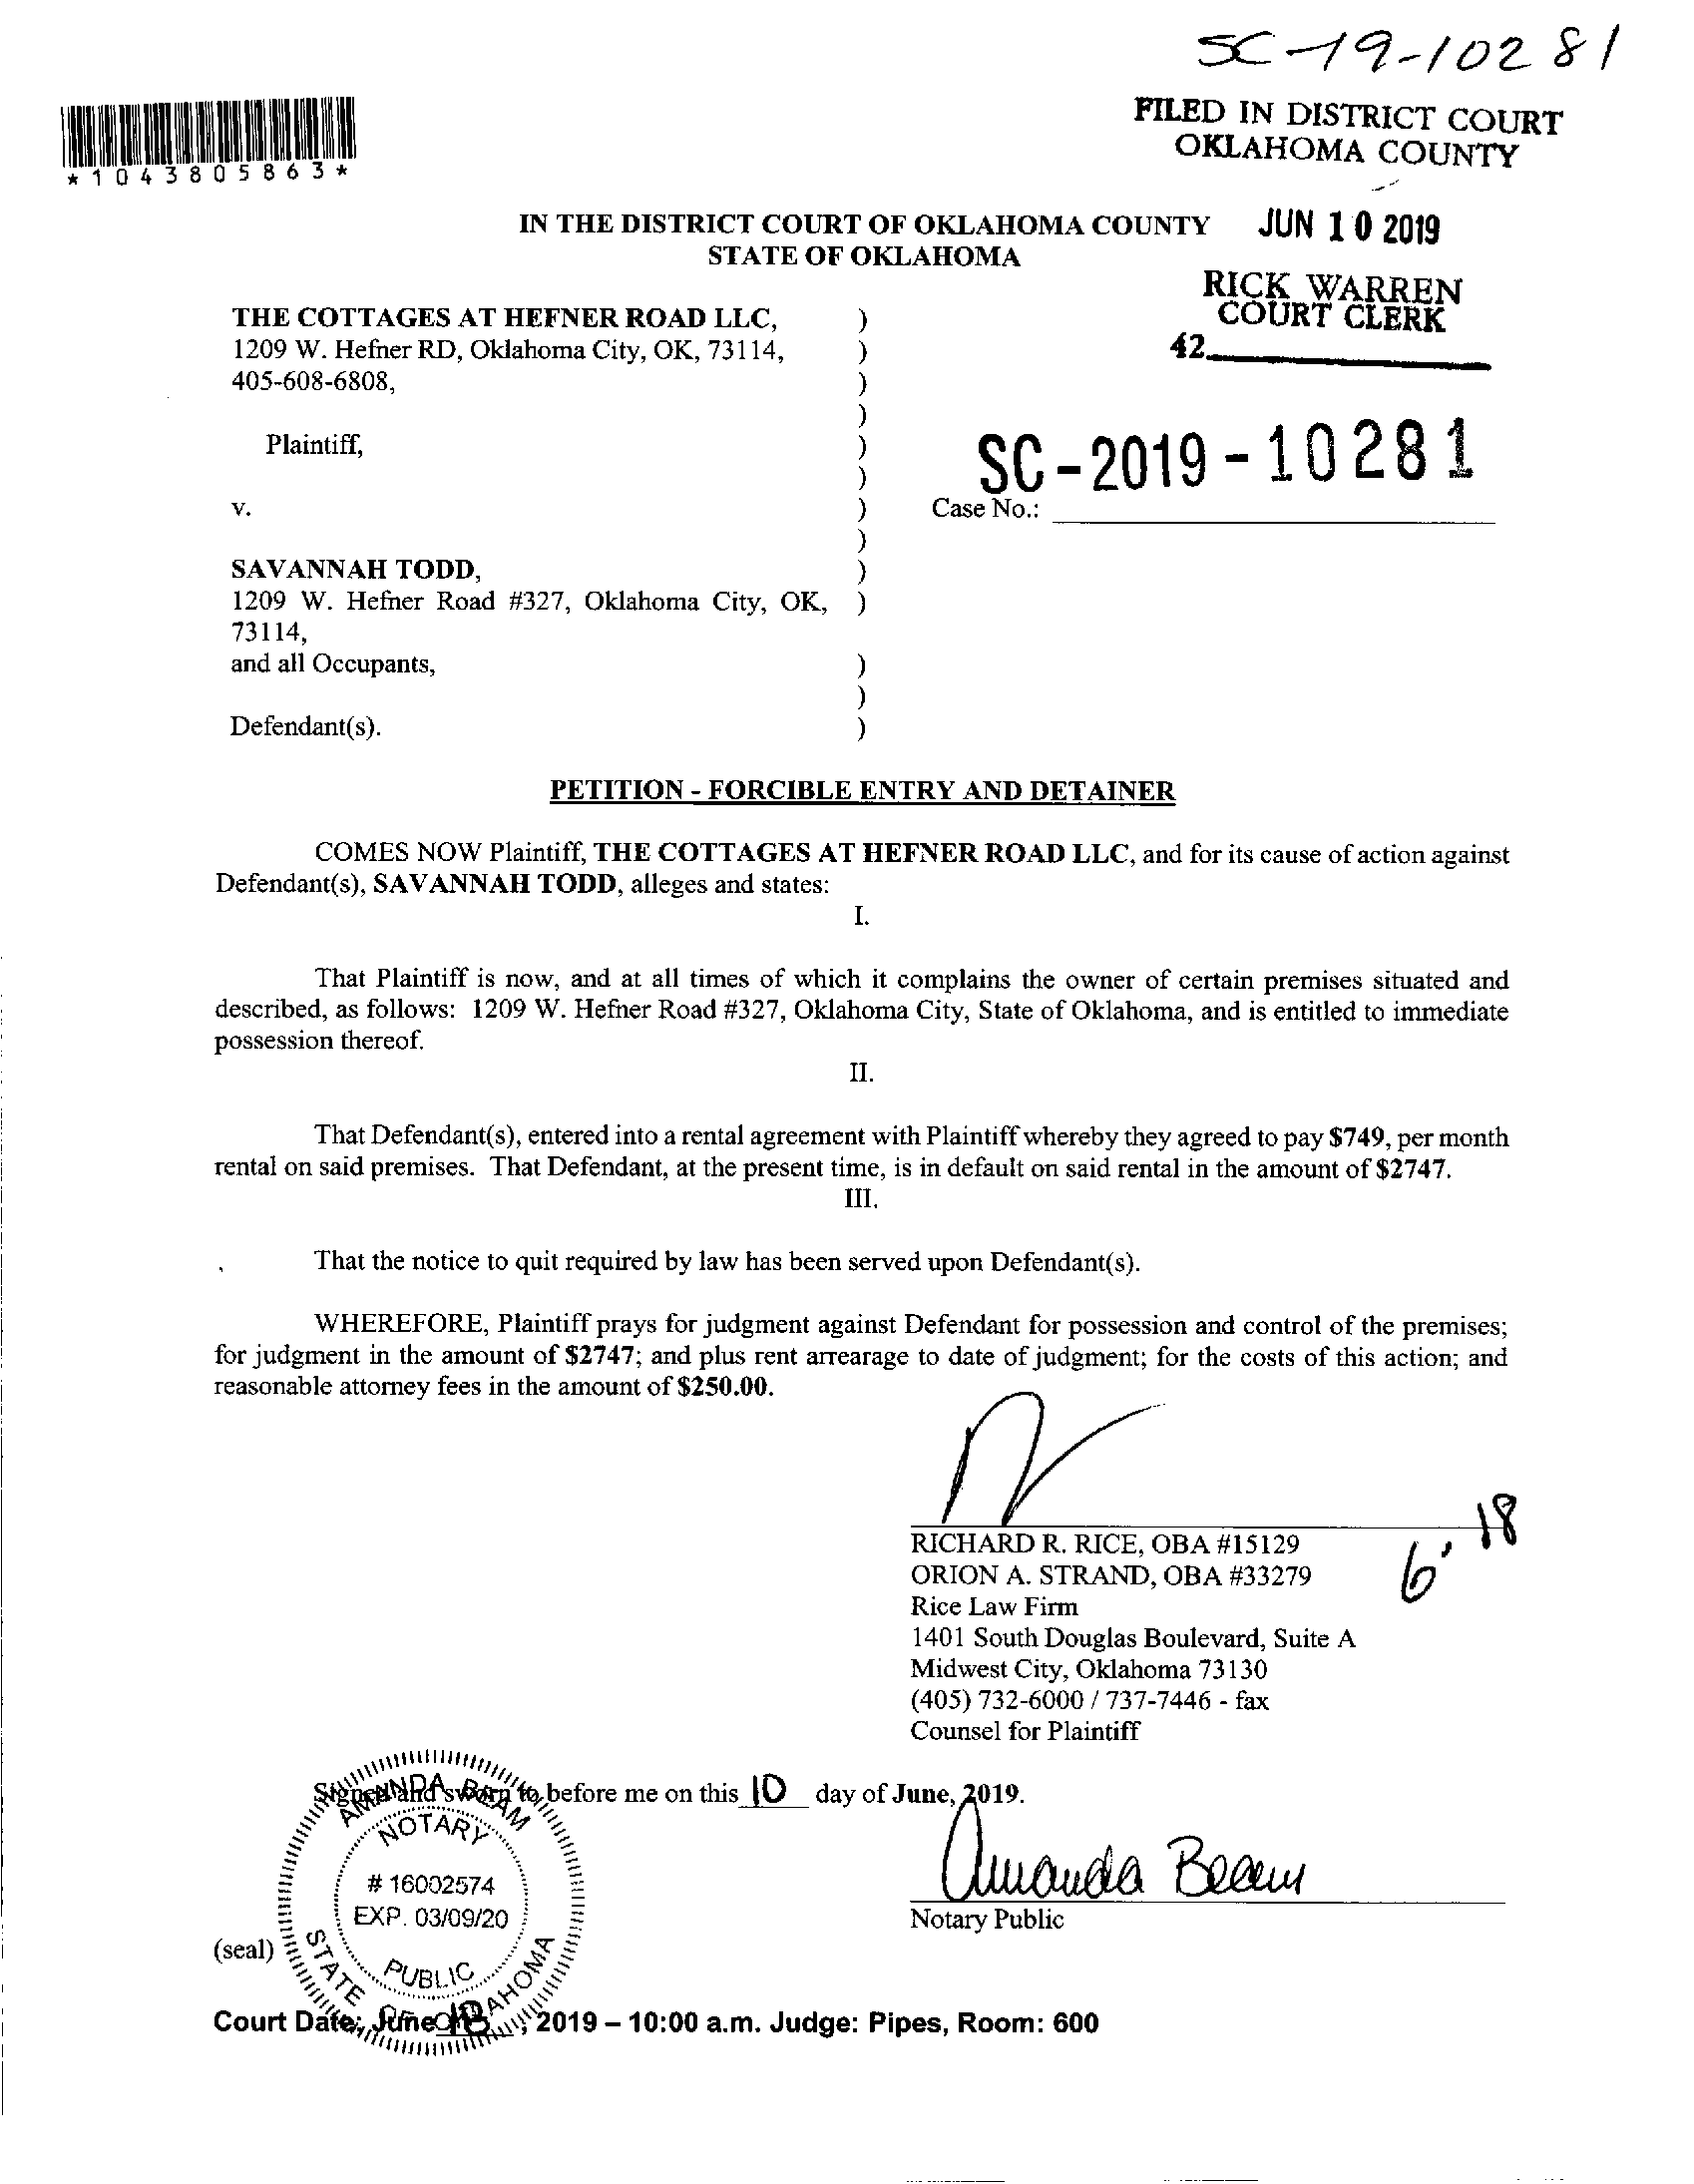 SC-19-10281
FILED IN DISTRICT COURT
OKLAHOMA COUNTY
*1043805863*
JUN 10 2019
IN THE DISTRICT COURT OF OKLAHOMA COUNTY
STATE OF OKLAHOMA
RICK WARREN
COURT CLERK
42
THE COTTAGES AT HEFNER ROAD LLC, )
1209 W. Hefner RD, Oklahoma City, OK, 73114, )
405-608-6808, )
)
Plaintiff, )
)
SC-2019-10281
v. ) Case No.:
)
SAVANNAH TODD, )
1209 W. Hefner Road #327, Oklahoma City, OK, )
73114,
and all Occupants, )
)
Defendant(s). )
PETITION - FORCIBLE ENTRY AND DETAINER
COMES NOW Plaintiff, THE COTTAGES AT HEFNER ROAD LLC, and for its cause of action against
Defendant(s), SAVANNAH TODD, alleges and states:
I.
That Plaintiff is now, and at all times of which it complains the owner of certain premises situated and
described, as follows: 1209 W. Hefner Road #327, Oklahoma City, State of Oklahoma, and is entitled to immediate
possession thereof.
II.
That Defendant(s), entered into a rental agreement with Plaintiff whereby they agreed to pay $749, per month
rental on said premises. That Defendant, at the present time, is in default on said rental in the amount of $2747.
III.
That the notice to quit required by law has been served upon Defendant(s).
WHEREFORE, Plaintiff prays for judgment against Defendant for possession and control of the premises;
for judgment in the amount of $2747; and plus rent arrearage to date of judgment; for the costs of this action; and
reasonable attorney fees in the amount of $250.00.
RICHARD R. RICE, OBA #15129
6' 18
ORION A. STRAND, OBA #33279
Rice Law Firm
1401 South Douglas Boulevard, Suite A
Midwest City, Oklahoma 73130
(405) 732-6000 / 737-7446 - fax
Counsel for Plaintiff
Signed and sworn to before me on this 10 day of June, 2019.
AMANDA BEAM
NOTARY
# 16002574
EXP. 03/09/20
PUBLIC
STATE OF OKLAHOMA
Amanda Beam
Notary Public
(seal)
Court Date: June 18, 2019 – 10:00 a.m. Judge: Pipes, Room: 600